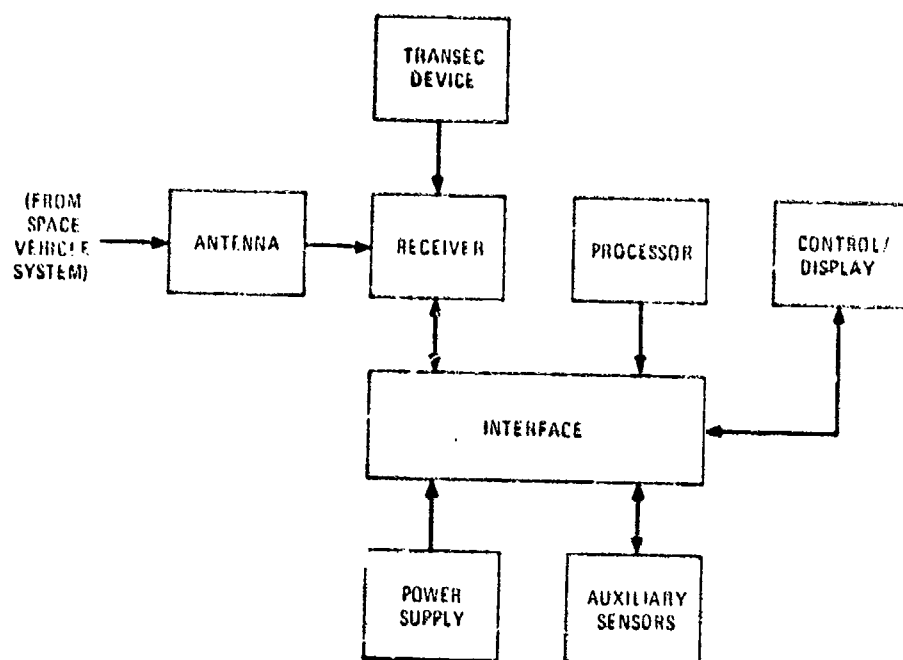 TRANSEC
DEVICE
(FROM
SPACE
VEHICLE
SYSTEM)
ANTENNA
RECEIVER
PROCESSOR
CONTROL/
DISPLAY
INTERFACE
POWER
SUPPLY
AUXILIARY
SENSORS